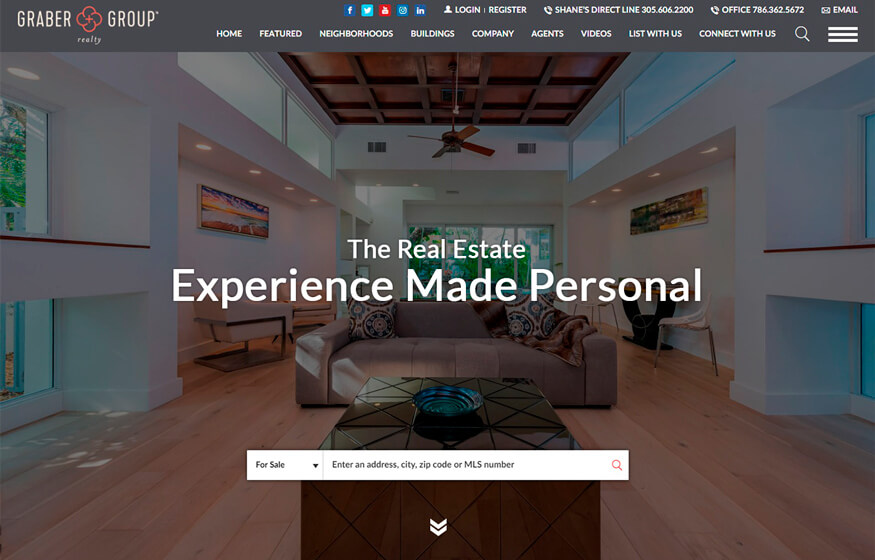 GRABER GROUP
realty
LOGIN | REGISTER
SHANE'S DIRECT LINE 305.606.2200
OFFICE 786.362.5672
EMAIL
HOME FEATURED NEIGHBORHOODS BUILDINGS COMPANY AGENTS VIDEOS LIST WITH US CONNECT WITH US
The Real Estate
Experience Made Personal
For Sale Enter an address, city, zip code or MLS number